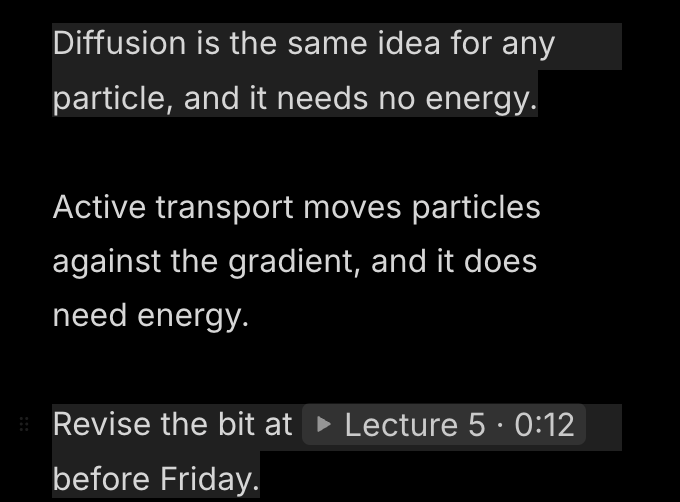 Diffusion is the same idea for any
particle, and it needs no energy.
Active transport moves particles
against the gradient, and it does
need energy.
Revise the bit at Lecture 5 · 0:12
before Friday.